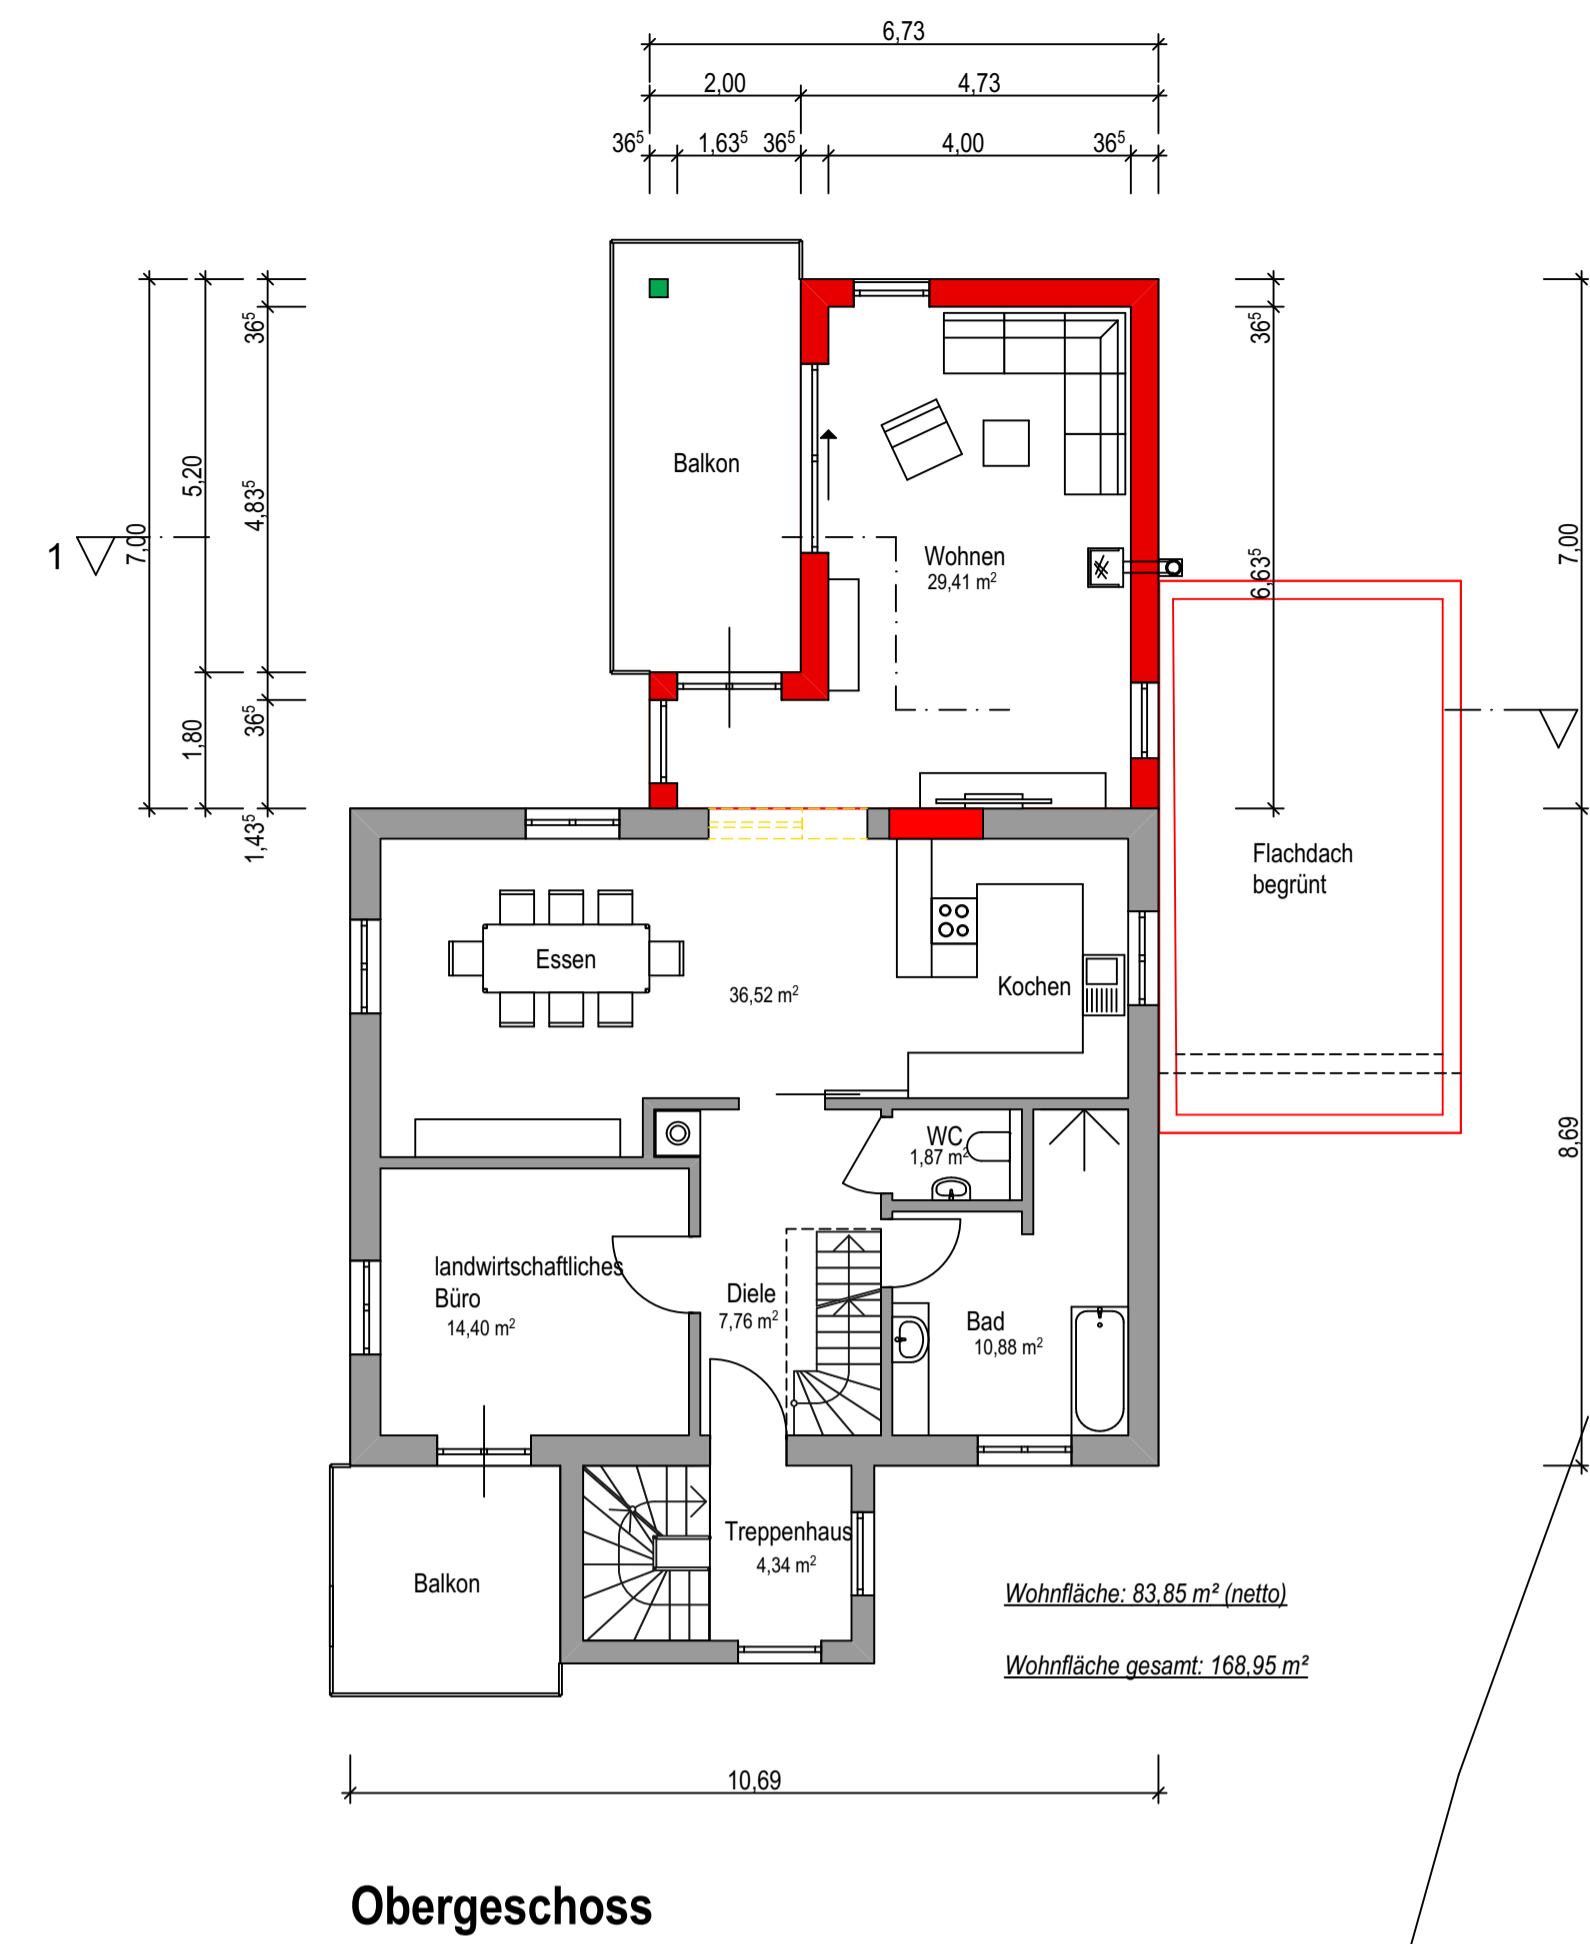 6,73
2,00 4,73
36⁵ 1,63⁵ 36⁵ 4,00 36⁵
36⁵ 36⁵
Balkon
5,20
4,83⁵
7,00
1
Wohnen
29,41 m²
7,00
6,63⁵
1,80
36⁵
1,43⁵
Flachdach
begrünt
Essen
36,52 m²
Kochen
WC
1,87 m²
8,69
landwirtschaftliches
Büro
14,40 m²
Diele
7,76 m²
Bad
10,88 m²
Treppenhaus
4,34 m²
Balkon
Wohnfläche: 83,85 m² (netto)
Wohnfläche gesamt: 168,95 m²
10,69
Obergeschoss